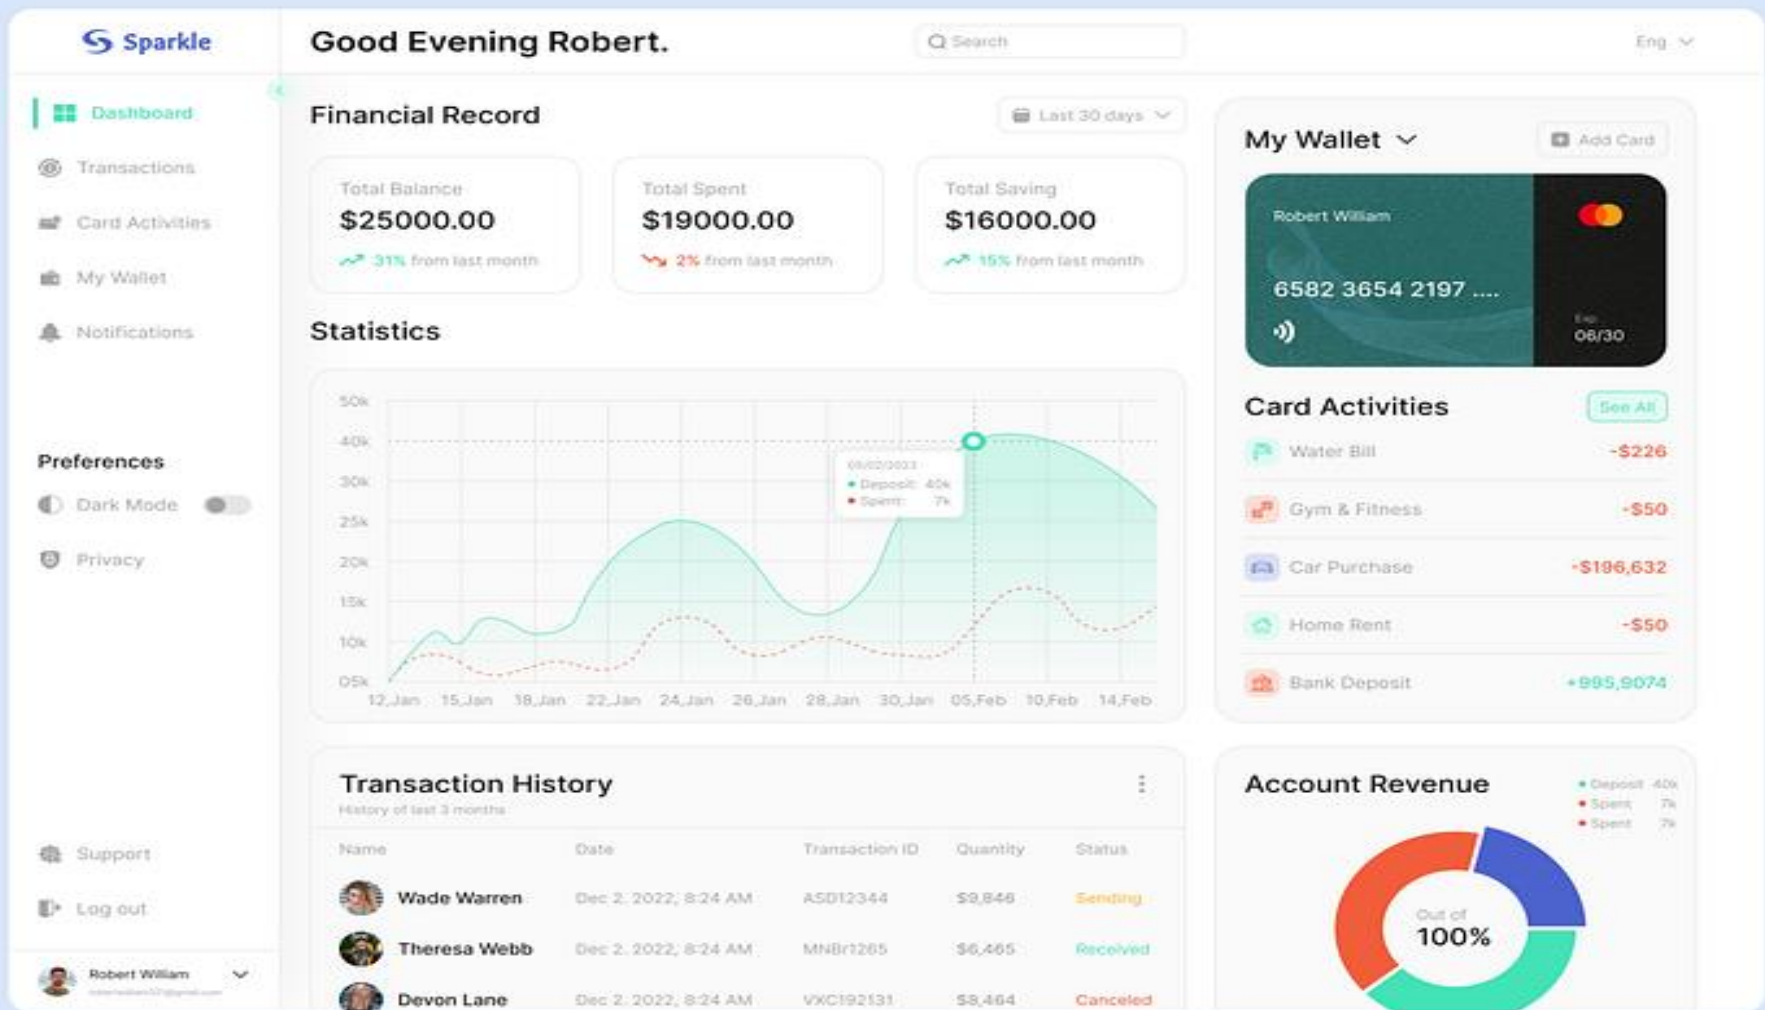 Sparkle
Good Evening Robert.
Search
Eng
Dashboard
Transactions
Card Activities
My Wallet
Notifications
Preferences
Dark Mode
Privacy
Support
Log out
Robert William
Financial Record
Last 30 days
Total Balance
$25000.00
31% from last month
Total Spent
$19000.00
2% from last month
Total Saving
$16000.00
15% from last month
Statistics
50k
40k
30k
25k
20k
15k
10k
05k
05/02/2023
Deposit: 40k
Spent: 7k
12,Jan 15,Jan 18,Jan 22,Jan 24,Jan 26,Jan 28,Jan 30,Jan 05,Feb 10,Feb 14,Feb
My Wallet
Add Card
Robert William
6582 3654 2197 ....
Exp
06/30
Card Activities
See All
Water Bill -$226
Gym & Fitness -$50
Car Purchase -$196,632
Home Rent -$50
Bank Deposit +995,9074
Transaction History
History of last 3 months
Name Date Transaction ID Quantity Status
Wade Warren Dec 2, 2022, 8:24 AM ASD12344 $9,846 Sending
Theresa Webb Dec 2, 2022, 8:24 AM MNBr1265 $6,465 Received
Devon Lane Dec 2, 2022, 8:24 AM VXC192131 $8,464 Canceled
Account Revenue
Deposit 40k
Spent 7k
Spent 7k
Out of
100%